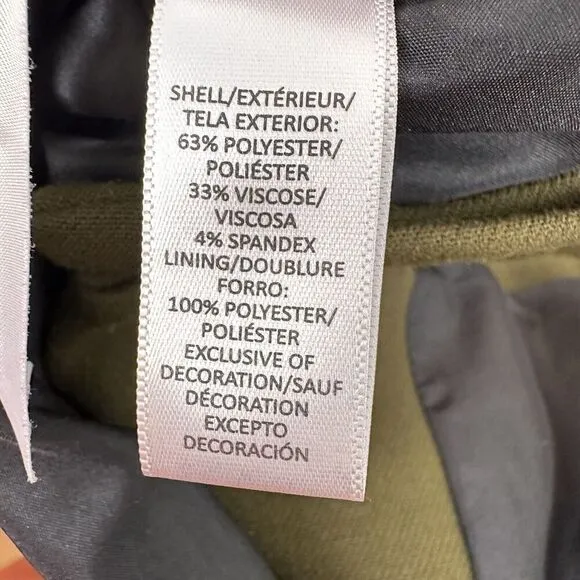 SHELL/EXTÉRIEUR/
TELA EXTERIOR:
63% POLYESTER/
POLIÉSTER
33% VISCOSE/
VISCOSA
4% SPANDEX
LINING/DOUBLURE
FORRO:
100% POLYESTER/
POLIÉSTER
EXCLUSIVE OF
DECORATION/SAUF
DÉCORATION
EXCEPTO
DECORACIÓN